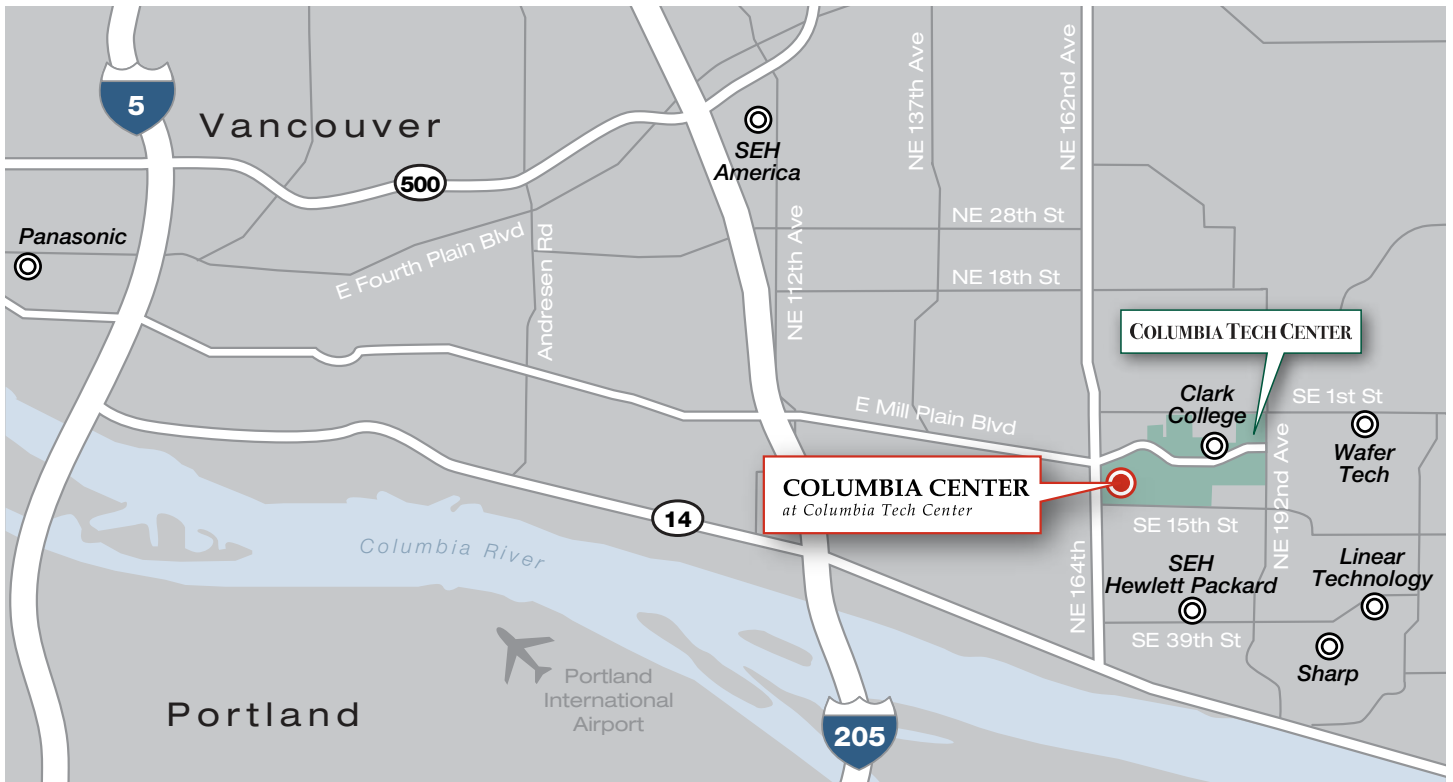 5
Vancouver
500
SEH
America
NE 137th Ave
NE 162nd Ave
Panasonic
E Fourth Plain Blvd
Andresen Rd
NE 112th Ave
NE 28th St
NE 18th St
COLUMBIA TECH CENTER
Clark
College
SE 1st St
E Mill Plain Blvd
Wafer
Tech
NE 192nd Ave
COLUMBIA CENTER
at Columbia Tech Center
14
SE 15th St
Columbia River
NE 164th
SEH
Hewlett Packard
Linear
Technology
SE 39th St
Sharp
Portland
International
Airport
Portland
205